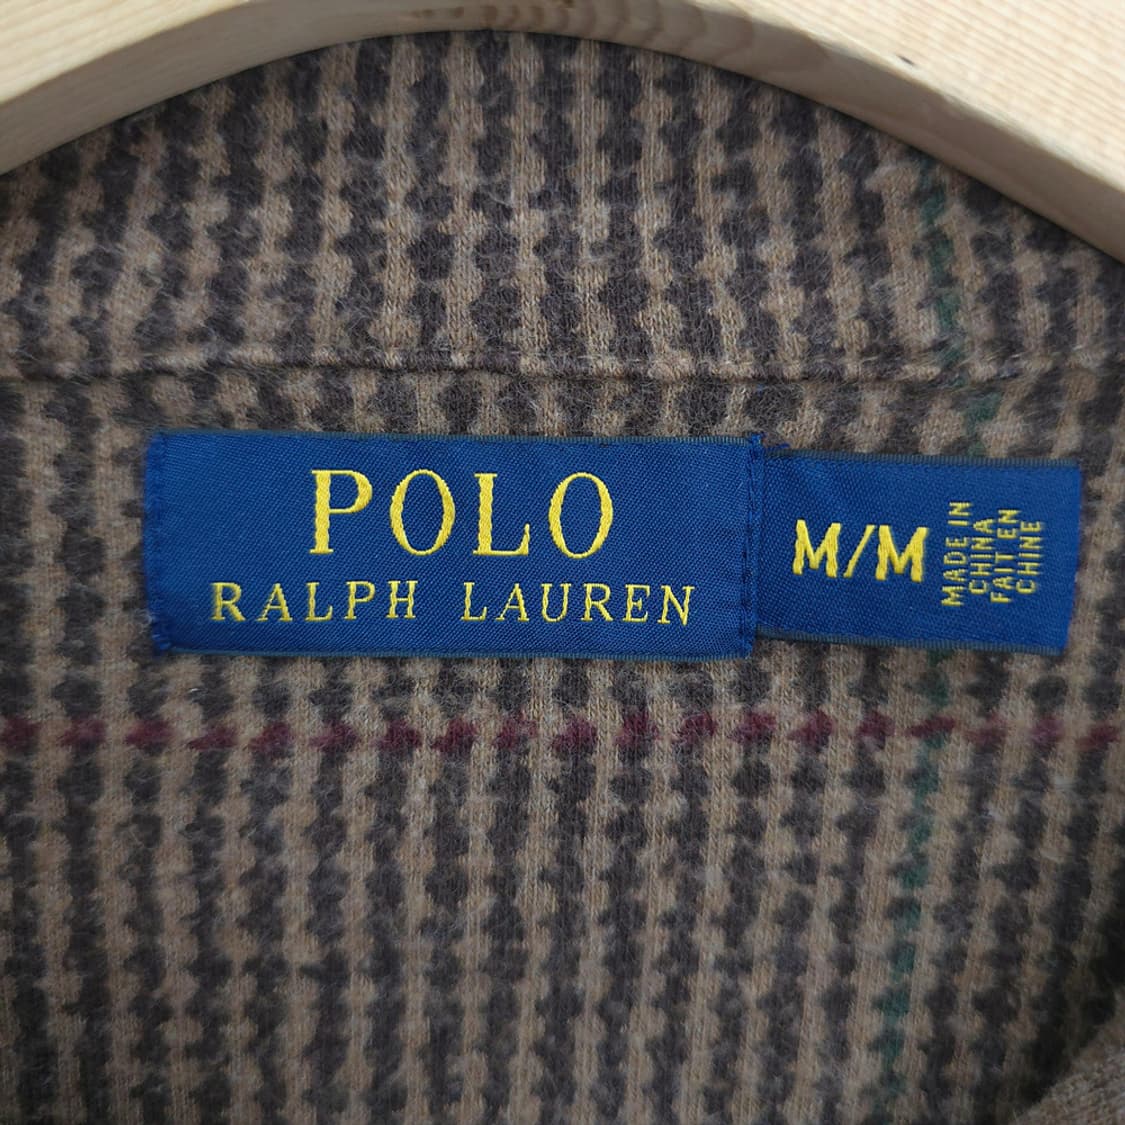 POLO
RALPH LAUREN
M/M
MADE IN
CHINA
FAIT EN
CHINE